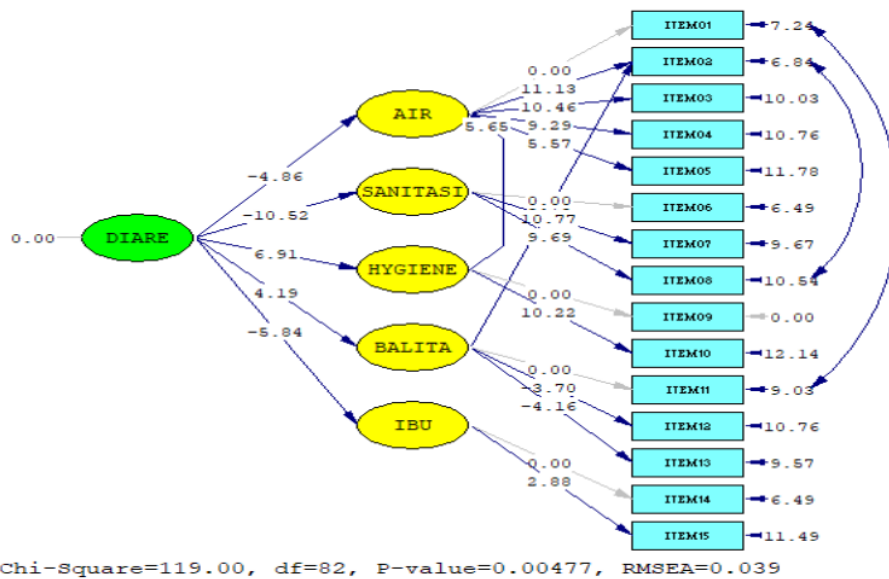 ITEM01 7.24
0.00
ITEM02 6.84
11.13
ITEM03 10.03
10.46
AIR
5.65
9.29
ITEM04 10.76
5.57
ITEM05 11.78
-4.86
SANITASI
0.00
ITEM06 6.49
-10.52
10.77
9.69
0.00 DIARE
ITEM07 9.67
6.91
HYGIENE
ITEM08 10.54
4.19
0.00
10.22
ITEM09 0.00
-5.84
BALITA
ITEM10 12.14
0.00
ITEM11 9.03
-3.70
-4.16
IBU
ITEM12 10.76
ITEM13 9.57
0.00
2.88
ITEM14 6.49
ITEM15 11.49
Chi-Square=119.00, df=82, P-value=0.00477, RMSEA=0.039